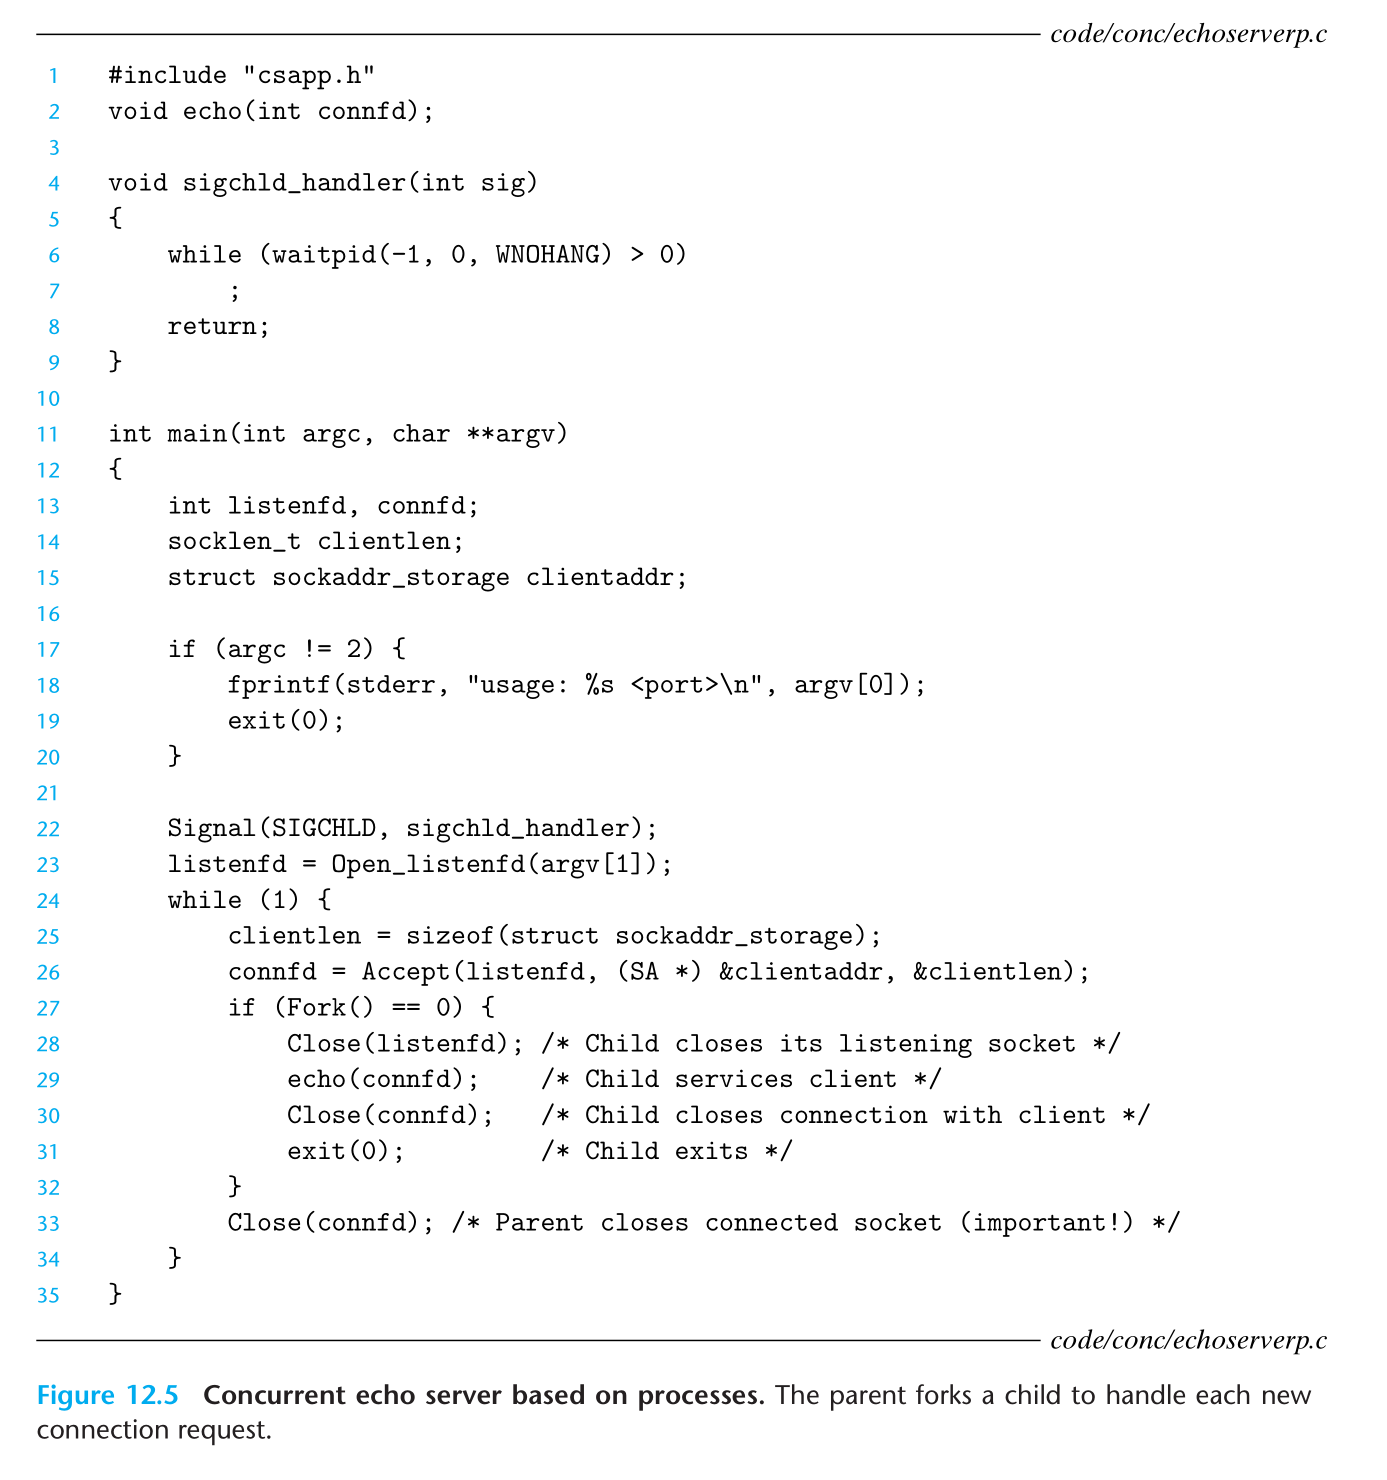 code/conc/echoserverp.c
1 #include "csapp.h"
2 void echo(int connfd);
3
4 void sigchld_handler(int sig)
5 {
6     while (waitpid(-1, 0, WNOHANG) > 0)
7         ;
8     return;
9 }
10
11 int main(int argc, char **argv)
12 {
13     int listenfd, connfd;
14     socklen_t clientlen;
15     struct sockaddr_storage clientaddr;
16
17     if (argc != 2) {
18         fprintf(stderr, "usage: %s <port>\n", argv[0]);
19         exit(0);
20     }
21
22     Signal(SIGCHLD, sigchld_handler);
23     listenfd = Open_listenfd(argv[1]);
24     while (1) {
25         clientlen = sizeof(struct sockaddr_storage);
26         connfd = Accept(listenfd, (SA *) &clientaddr, &clientlen);
27         if (Fork() == 0) {
28             Close(listenfd); /* Child closes its listening socket */
29             echo(connfd);    /* Child services client */
30             Close(connfd);   /* Child closes connection with client */
31             exit(0);         /* Child exits */
32         }
33         Close(connfd); /* Parent closes connected socket (important!) */
34     }
35 }
code/conc/echoserverp.c
Figure 12.5 Concurrent echo server based on processes. The parent forks a child to handle each new
connection request.